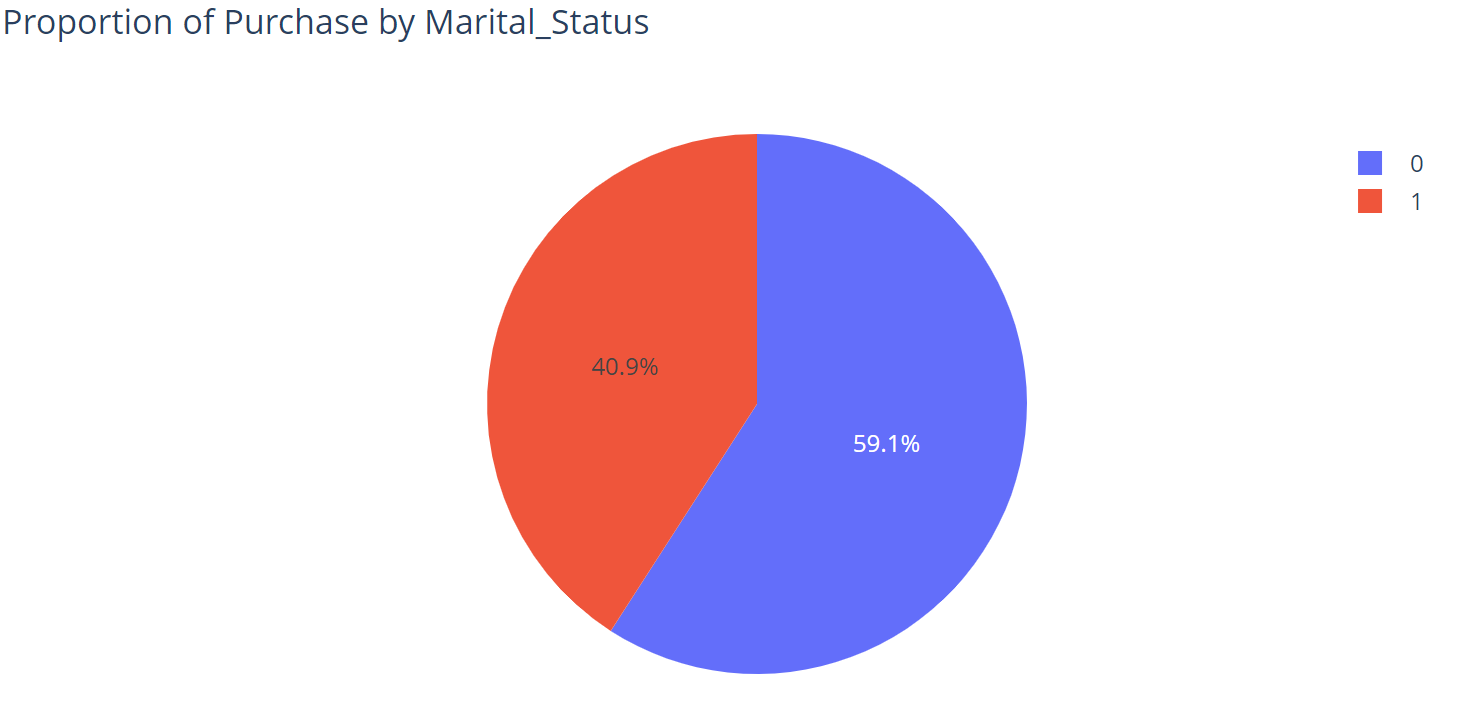 Proportion of Purchase by Marital_Status
0
1
40.9%
59.1%